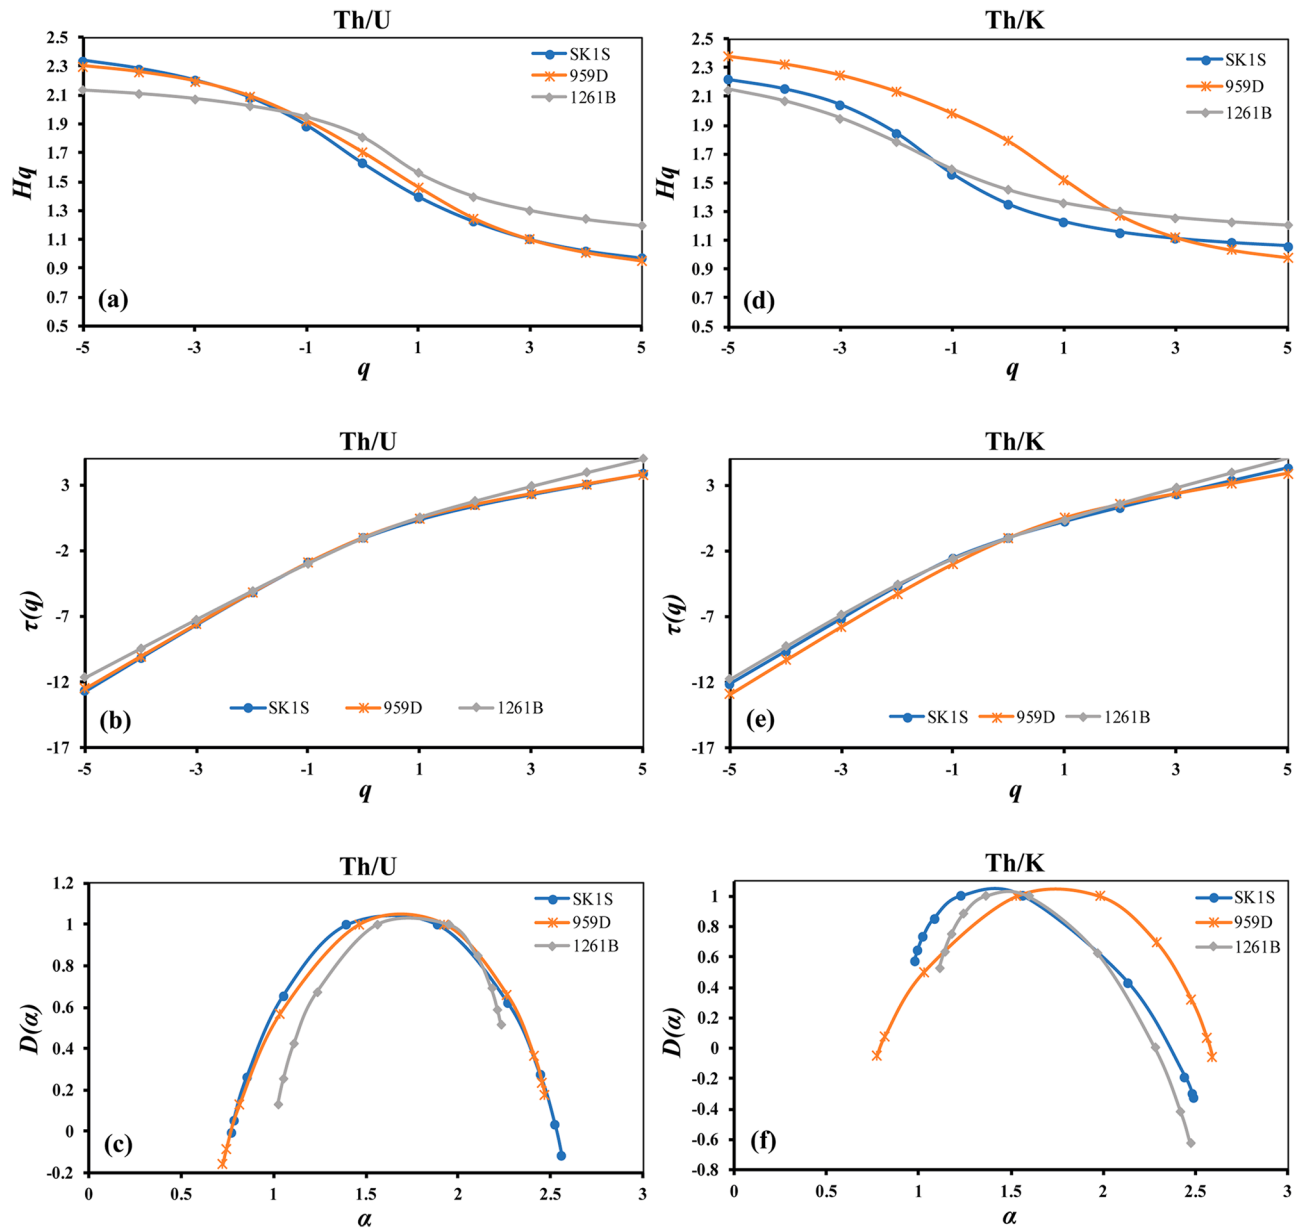 Th/U
2.5
2.3
2.1
1.9
1.7
1.5
1.3
1.1
0.9
0.7
0.5
Hq
SK1S
959D
1261B
(a)
-5 -3 -1 1 3 5
q
Th/K
2.5
2.3
2.1
1.9
1.7
1.5
1.3
1.1
0.9
0.7
0.5
Hq
SK1S
959D
1261B
(d)
-5 -3 -1 1 3 5
q
Th/U
3
-2
-7
-12
-17
τ(q)
(b)
SK1S 959D 1261B
-5 -3 -1 1 3 5
q
Th/K
3
-2
-7
-12
-17
τ(q)
(e)
SK1S 959D 1261B
-5 -3 -1 1 3 5
q
Th/U
1.2
1
0.8
0.6
0.4
0.2
0
-0.2
D(α)
SK1S
959D
1261B
(c)
0 0.5 1 1.5 2 2.5 3
α
Th/K
1
0.8
0.6
0.4
0.2
0
-0.2
-0.4
-0.6
-0.8
D(α)
SK1S
959D
1261B
(f)
0 0.5 1 1.5 2 2.5 3
α